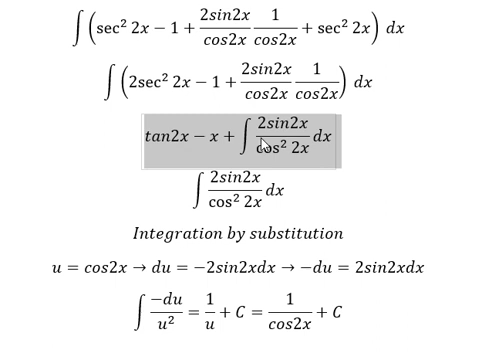 ∫ (sec² 2x − 1 + 2sin2x/cos2x 1/cos2x + sec² 2x) dx
∫ (2sec² 2x − 1 + 2sin2x/cos2x 1/cos2x) dx
tan2x − x + ∫ 2sin2x/cos² 2x dx
∫ 2sin2x/cos² 2x dx
Integration by substitution
u = cos2x → du = −2sin2xdx → −du = 2sin2xdx
∫ −du/u² = 1/u + C = 1/cos2x + C